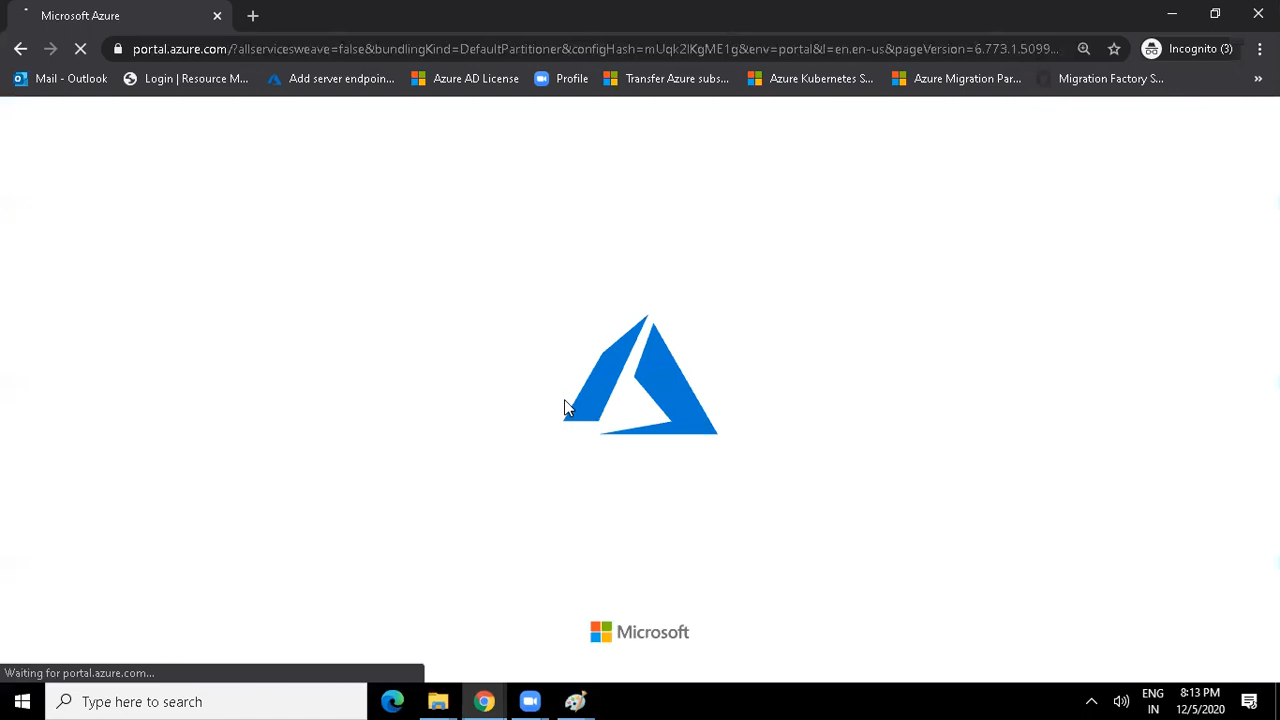 Microsoft Azure
portal.azure.com/?allservicesweave=false&bundlingKind=DefaultPartitioner&configHash=mUqk2lKgME1g&env=portal&l=en.en-us&pageVersion=6.773.1.5099...
Incognito (3)
Mail - Outlook
Login | Resource M...
Add server endpoin...
Azure AD License
Profile
Transfer Azure subs...
Azure Kubernetes S...
Azure Migration Par...
Migration Factory S...
Microsoft
Waiting for portal.azure.com...
Type here to search
ENG
IN
8:13 PM
12/5/2020